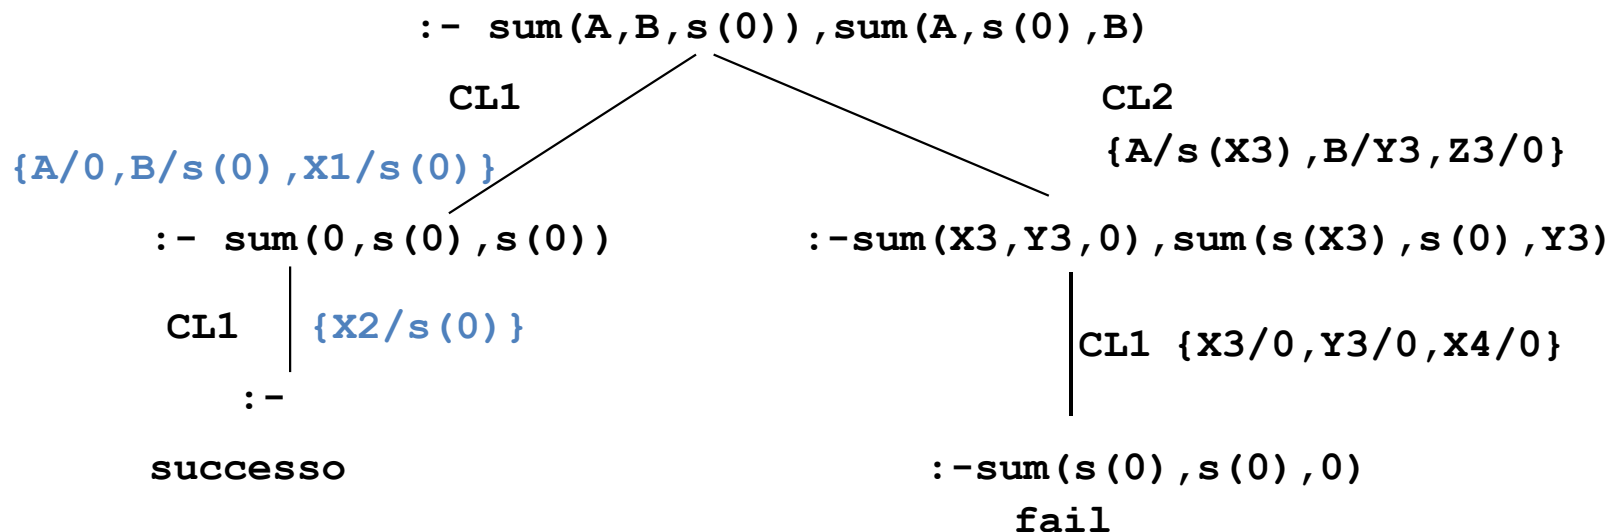 :- sum(A,B,s(0)),sum(A,s(0),B)
CL1
CL2
{A/s(X3),B/Y3,Z3/0}
{A/0,B/s(0),X1/s(0)}
:- sum(0,s(0),s(0))
:-sum(X3,Y3,0),sum(s(X3),s(0),Y3)
CL1
{X2/s(0)}
CL1 {X3/0,Y3/0,X4/0}
:-
successo
:-sum(s(0),s(0),0)
fail